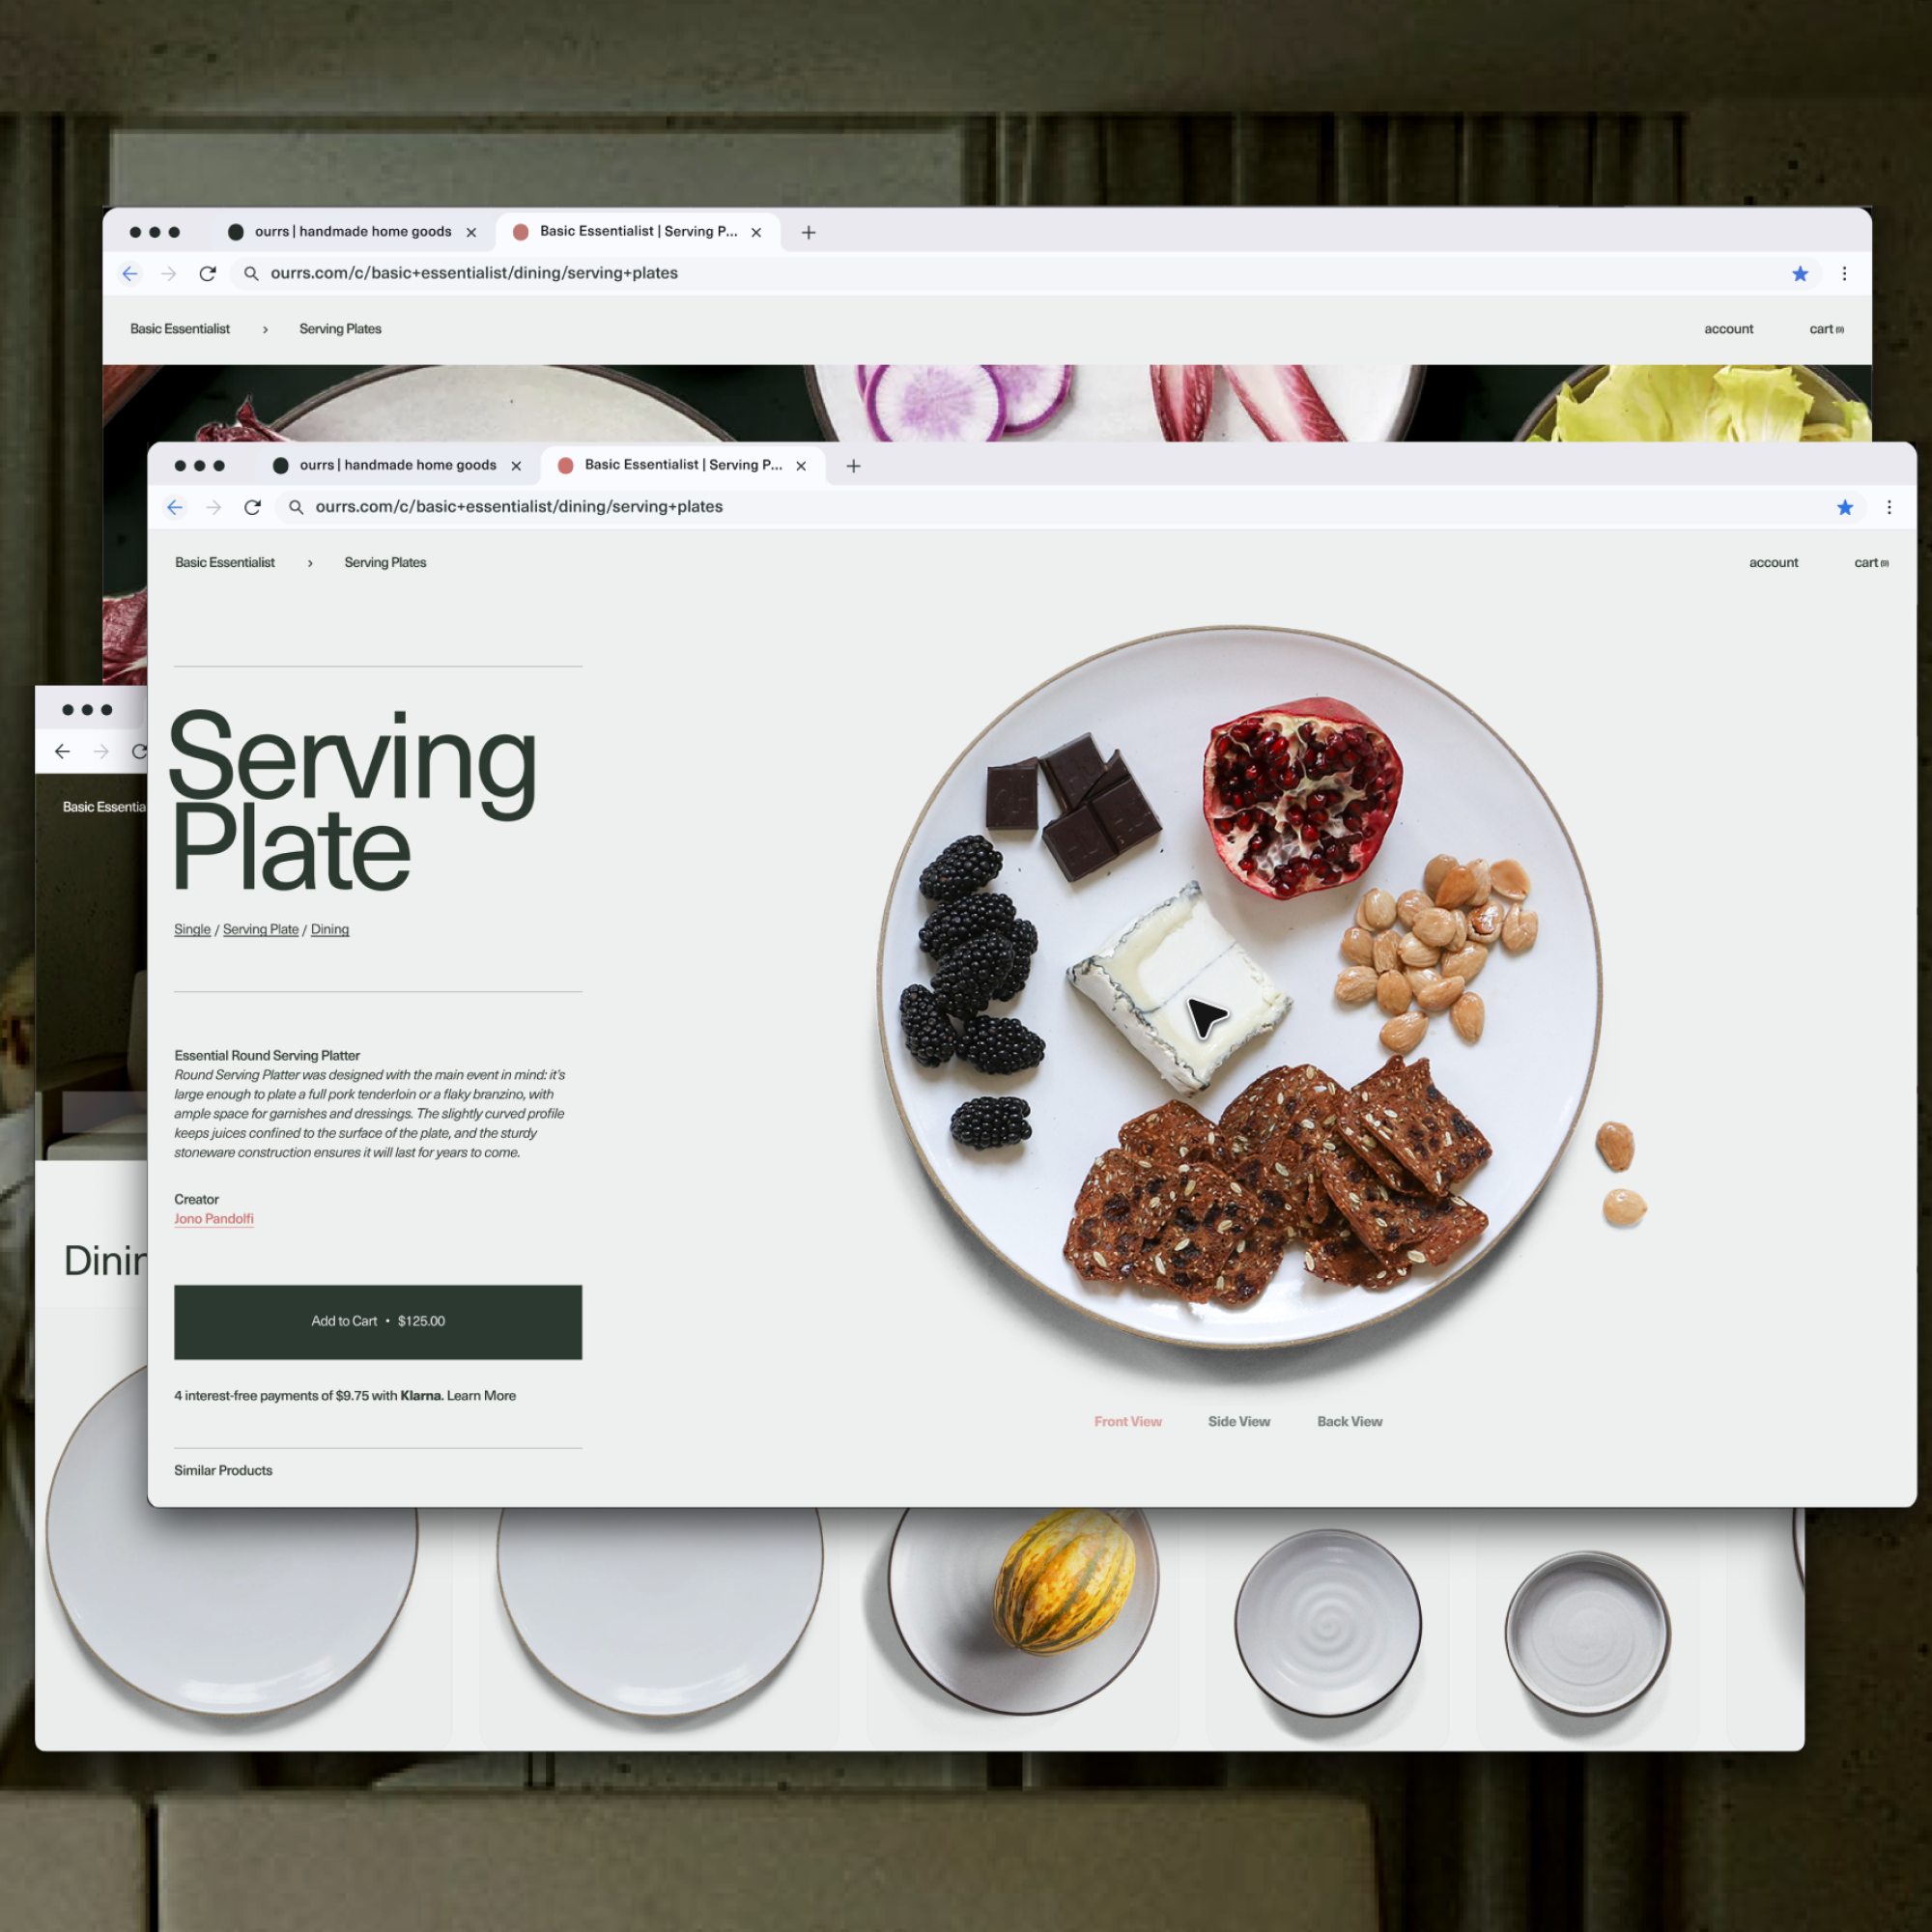 ourrs | handmade home goods
Basic Essentialist | Serving P...
ourrs.com/c/basic+essentialist/dining/serving+plates
Basic Essentialist > Serving Plates
account
cart
ourrs | handmade home goods
Basic Essentialist | Serving P...
ourrs.com/c/basic+essentialist/dining/serving+plates
Basic Essentialist > Serving Plates
account
cart
Serving
Plate
Single / Serving Plate / Dining
Essential Round Serving Platter
Round Serving Platter was designed with the main event in mind: it's
large enough to plate a full pork tenderloin or a flaky branzino, with
ample space for garnishes and dressings. The slightly curved profile
keeps juices confined to the surface of the plate, and the sturdy
stoneware construction ensures it will last for years to come.
Creator
Jono Pandolfi
Add to Cart • $125.00
4 interest-free payments of $9.75 with Klarna. Learn More
Similar Products
Front View
Side View
Back View
Basic Essentia
Dinin